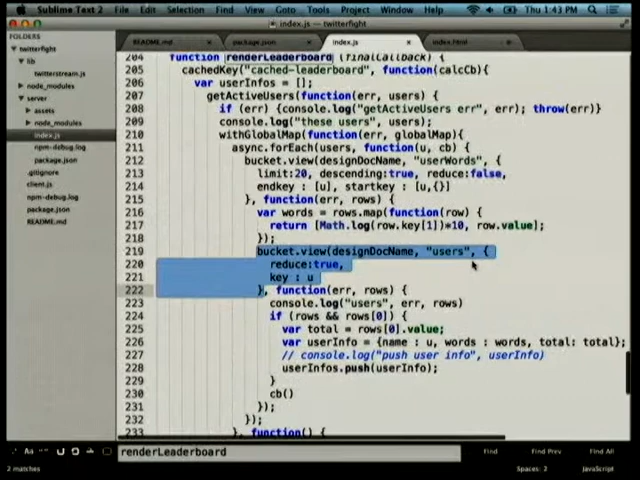 Sublime Text 2 File Edit Selection Find View Goto Tools Project Window Help Thu 1:43 PM
index.js — twitterfight
FOLDERS
twitterfight
lib
twitterstream.js
node_modules
server
assets
node_modules
index.js
npm-debug.log
package.json
.gitignore
client.js
npm-debug.log
package.json
README.md
README.md package.json index.js index.html
204 function renderLeaderboard (finalCallback) {
205 cachedKey("cached-leaderboard", function(calcCb){
206 var userInfos = [];
207 getActiveUsers(function(err, users) {
208 if (err) {console.log("getActiveUsers err", err); throw(err)}
209 console.log("these users", users);
210 withGlobalMap(function(err, globalMap){
211 async.forEach(users, function(u, cb) {
212 bucket.view(designDocName, "userWords", {
213 limit:20, descending:true, reduce:false,
214 endkey : [u], startkey : [u,{}]
215 }, function(err, rows) {
216 var words = rows.map(function(row) {
217 return [Math.log(row.key[1])*10, row.value];
218 });
219 bucket.view(designDocName, "users", {
220 reduce:true,
221 key : u
222 }, function(err, rows) {
223 console.log("users", err, rows)
224 if (rows && rows[0]) {
225 var total = rows[0].value;
226 var userInfo = {name : u, words : words, total: total};
227 // console.log("push user info", userInfo)
228 userInfos.push(userInfo);
229 }
230 cb()
231 });
232 });
233 }, function() {
Aa renderLeaderboard Find Find Prev Find All
2 matches Spaces: 2 JavaScript